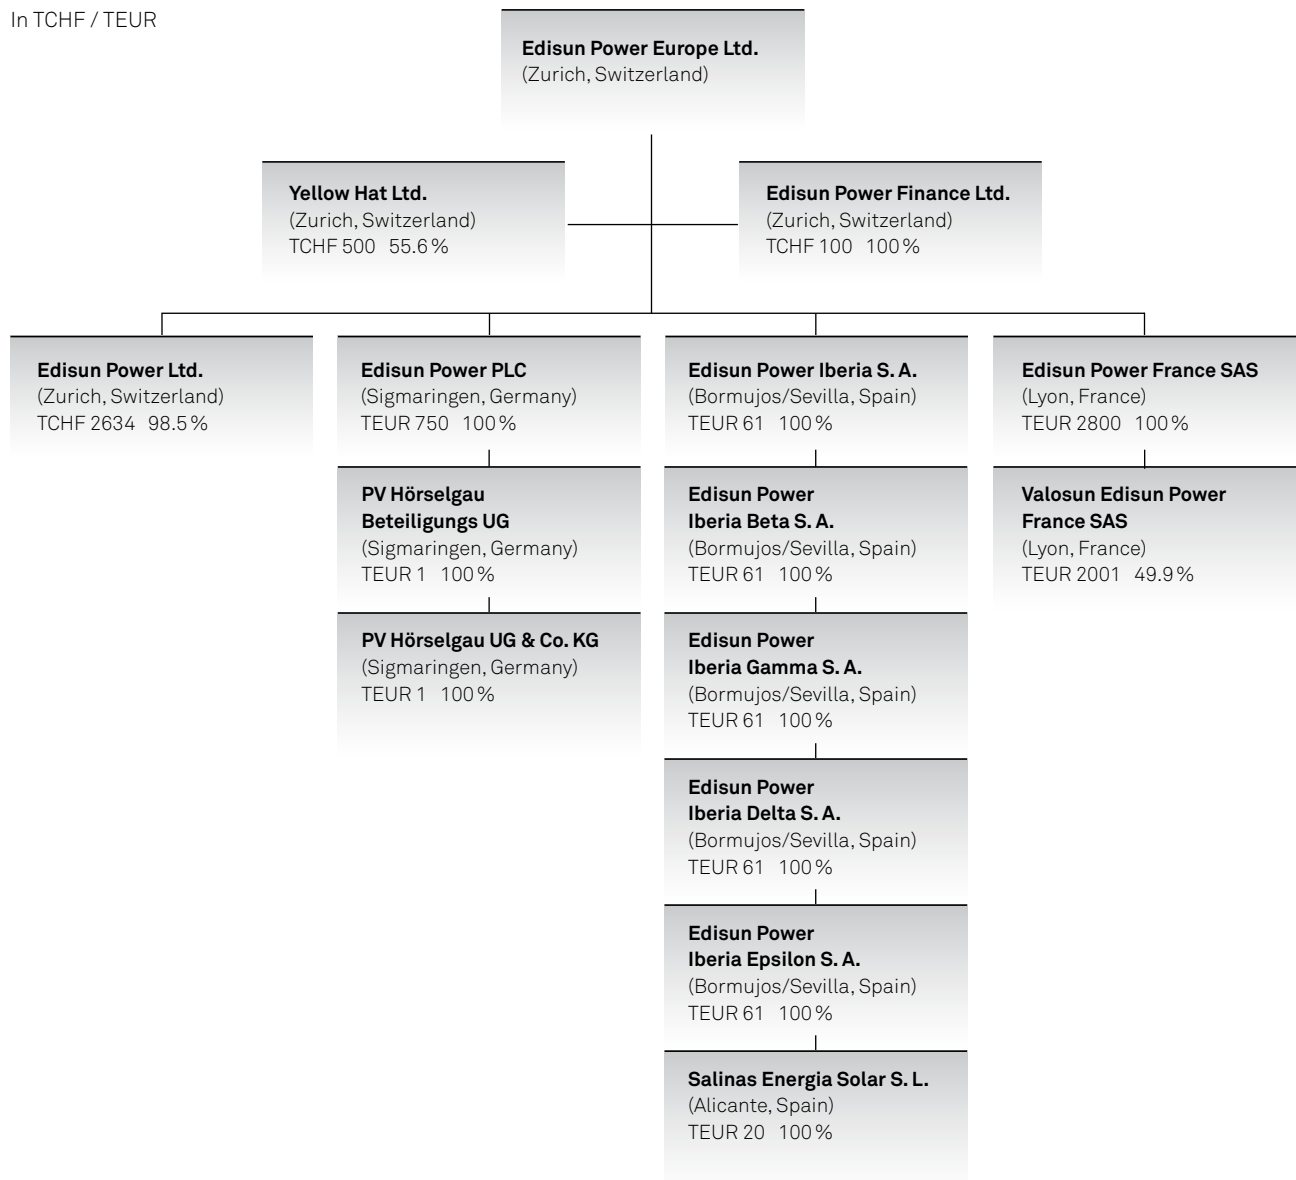 In TCHF / TEUR
Edisun Power Europe Ltd.
(Zurich, Switzerland)
Yellow Hat Ltd.
(Zurich, Switzerland)
TCHF 500 55.6 %
Edisun Power Finance Ltd.
(Zurich, Switzerland)
TCHF 100 100 %
Edisun Power Ltd.
(Zurich, Switzerland)
TCHF 2634 98.5 %
Edisun Power PLC
(Sigmaringen, Germany)
TEUR 750 100 %
Edisun Power Iberia S. A.
(Bormujos/Sevilla, Spain)
TEUR 61 100 %
Edisun Power France SAS
(Lyon, France)
TEUR 2800 100 %
PV Hörselgau
Beteiligungs UG
(Sigmaringen, Germany)
TEUR 1 100 %
Edisun Power
Iberia Beta S. A.
(Bormujos/Sevilla, Spain)
TEUR 61 100 %
Valosun Edisun Power
France SAS
(Lyon, France)
TEUR 2001 49.9 %
PV Hörselgau UG & Co. KG
(Sigmaringen, Germany)
TEUR 1 100 %
Edisun Power
Iberia Gamma S. A.
(Bormujos/Sevilla, Spain)
TEUR 61 100 %
Edisun Power
Iberia Delta S. A.
(Bormujos/Sevilla, Spain)
TEUR 61 100 %
Edisun Power
Iberia Epsilon S. A.
(Bormujos/Sevilla, Spain)
TEUR 61 100 %
Salinas Energia Solar S. L.
(Alicante, Spain)
TEUR 20 100 %